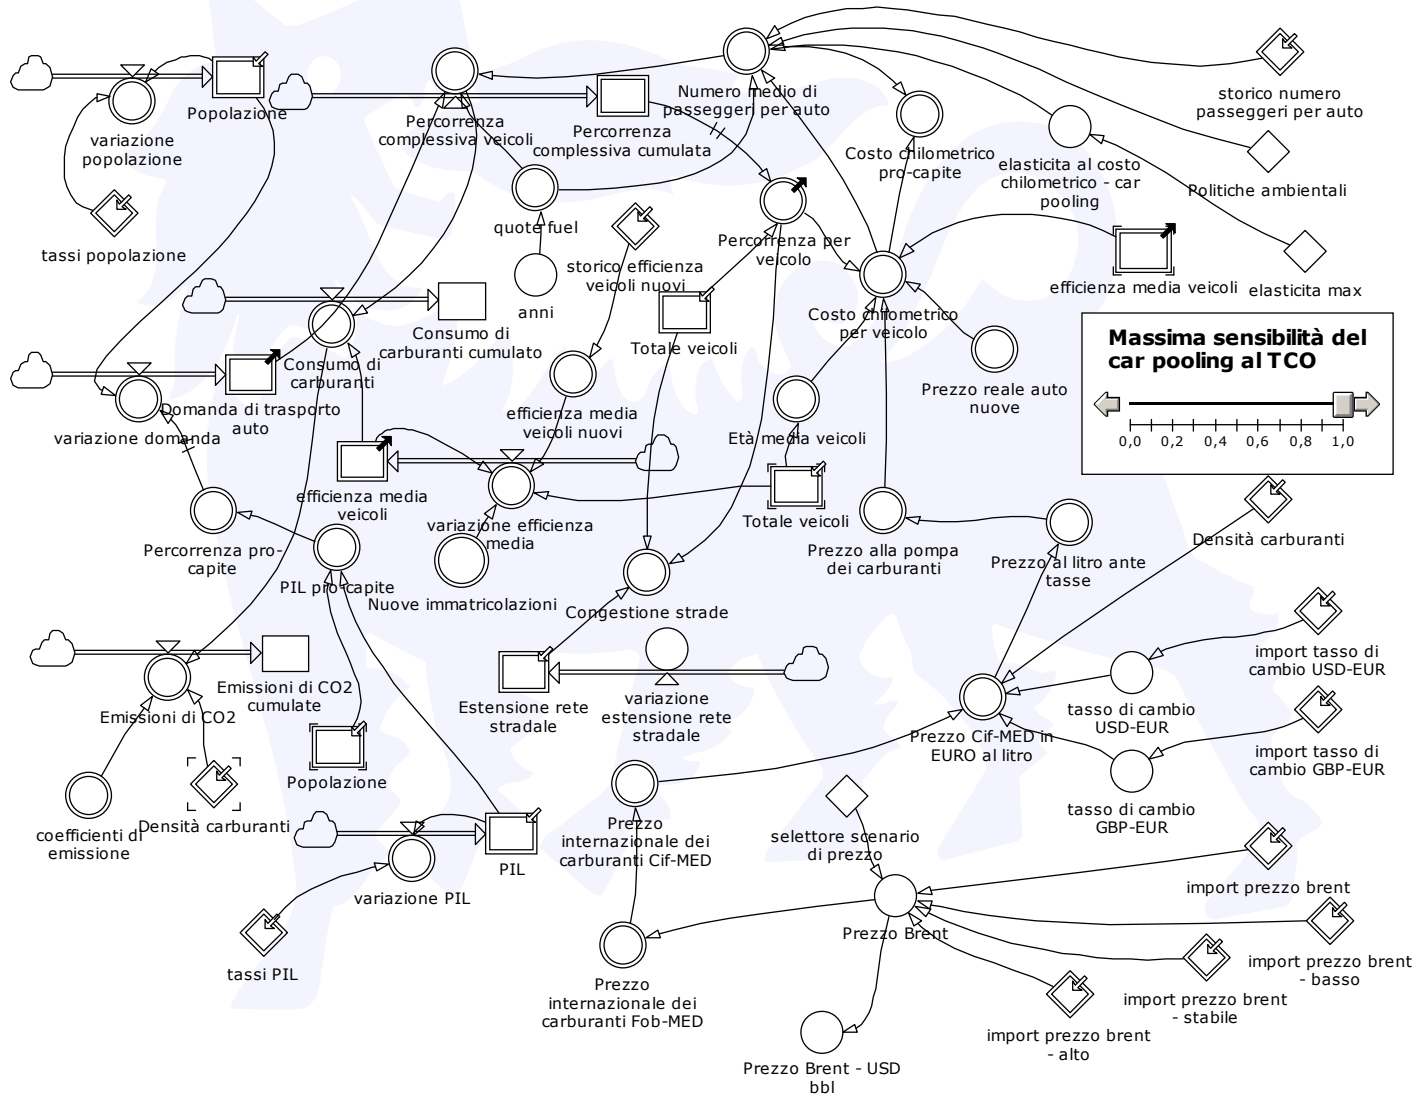 Popolazione
variazione
popolazione
tassi popolazione
Percorrenza
complessiva veicoli
Percorrenza
complessiva cumulata
Numero medio di
passeggeri per auto
storico numero
passeggeri per auto
Costo chilometrico
pro-capite
elasticita al costo
chilometrico - car
pooling
Politiche ambientali
elasticita max
efficienza media veicoli
quote fuel
anni
storico efficienza
veicoli nuovi
Percorrenza per
veicolo
Costo chilometrico
per veicolo
Totale veicoli
Consumo di
carburanti cumulato
Consumo di
carburanti
Domanda di trasporto
auto
variazione domanda
efficienza media
veicoli nuovi
Età media veicoli
Prezzo reale auto
nuove
Massima sensibilità del
car pooling al TCO
0,0 0,2 0,4 0,6 0,8 1,0
efficienza media
veicoli
variazione efficienza
media
Totale veicoli
Prezzo alla pompa
dei carburanti
Prezzo al litro ante
tasse
Densità carburanti
Percorrenza pro-
capite
PIL pro-capite
Nuove immatricolazioni
Congestione strade
import tasso di
cambio USD-EUR
Emissioni di CO2
cumulate
Emissioni di CO2
Estensione rete
stradale
variazione
estensione rete
stradale
tasso di cambio
USD-EUR
Prezzo Cif-MED in
EURO al litro
import tasso di
cambio GBP-EUR
Popolazione
coefficienti di
emissione
Densità carburanti
tasso di cambio
GBP-EUR
Prezzo
internazionale dei
carburanti Cif-MED
selettore scenario
di prezzo
PIL
variazione PIL
tassi PIL
import prezzo brent
Prezzo Brent
import prezzo brent
- basso
import prezzo brent
- stabile
import prezzo brent
- alto
Prezzo
internazionale dei
carburanti Fob-MED
Prezzo Brent - USD
bbl